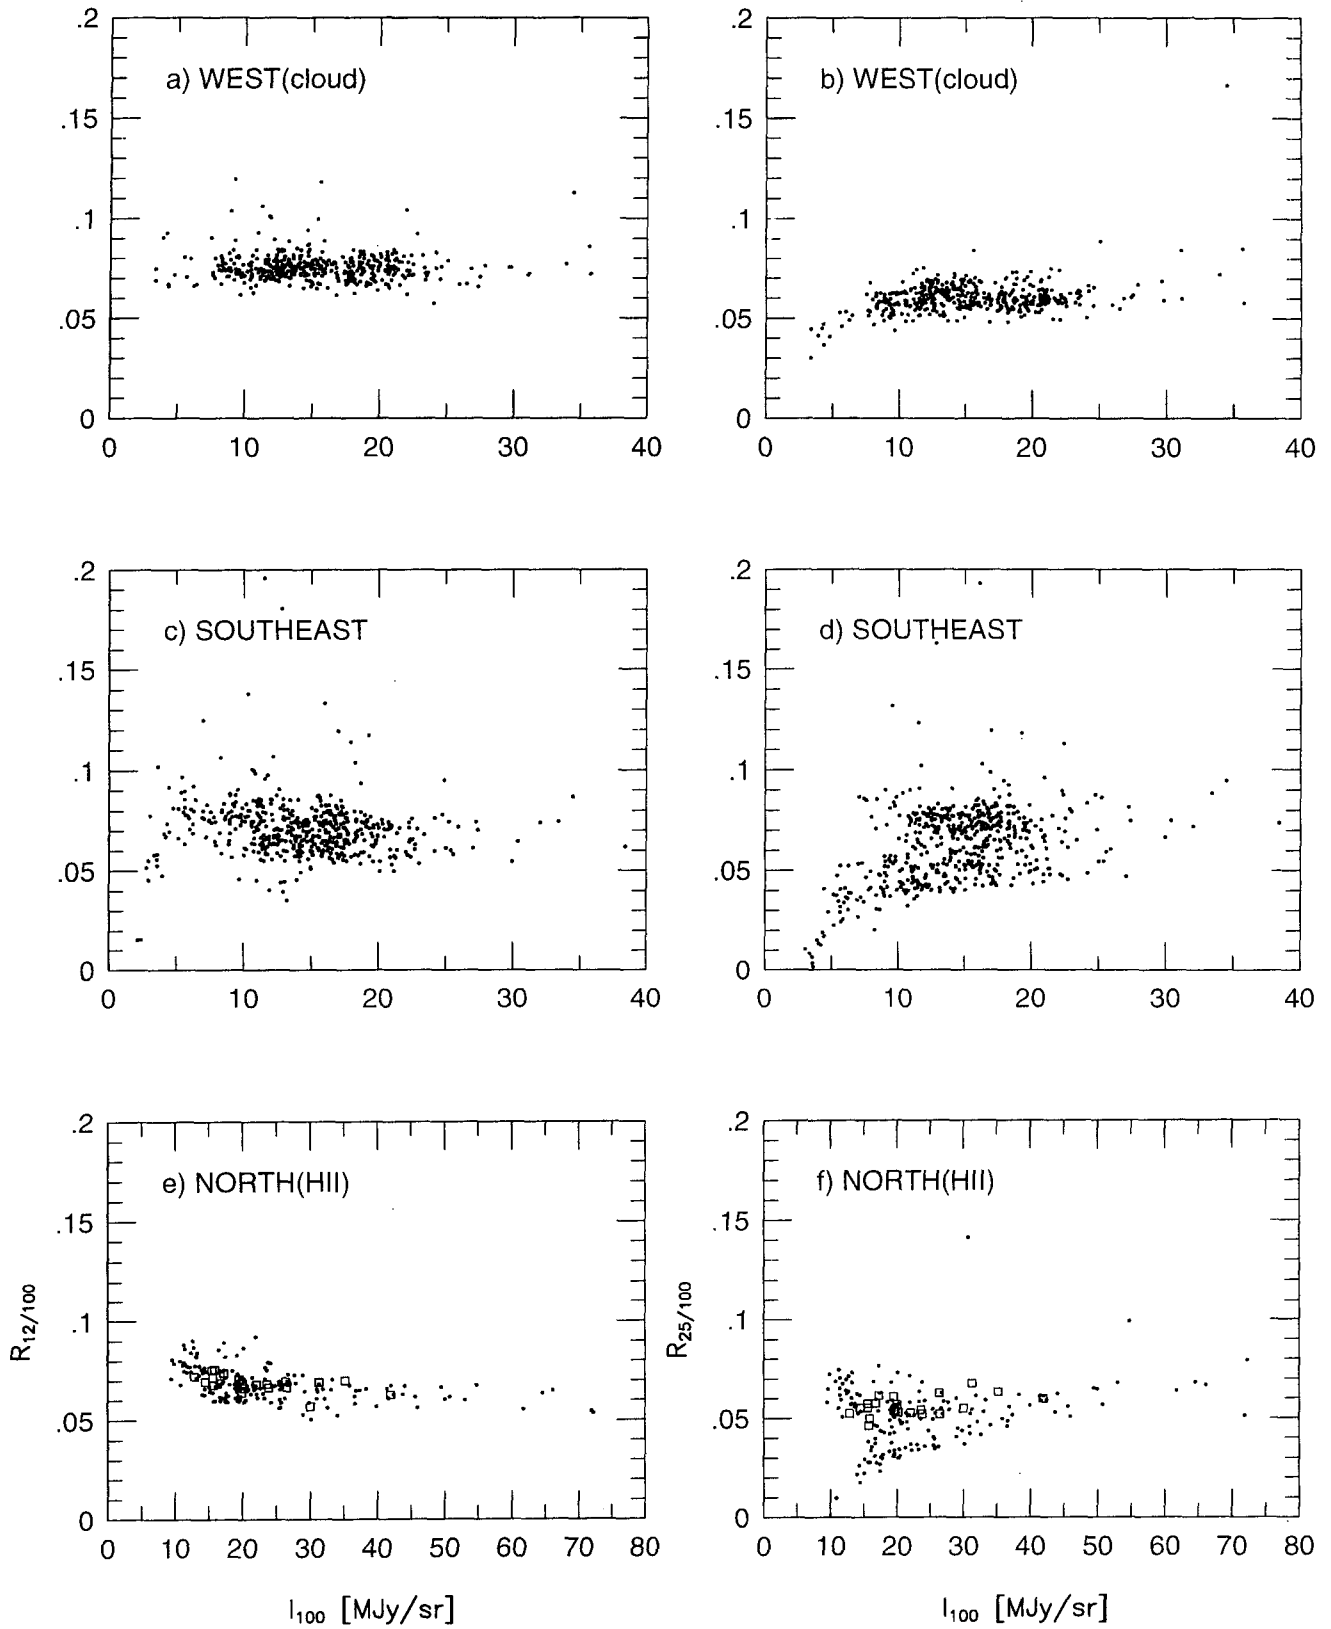 .2
a) WEST(cloud)
.15
.1
.05
0
0 10 20 30 40
.2
b) WEST(cloud)
.15
.1
.05
0
0 10 20 30 40
.2
c) SOUTHEAST
.15
.1
.05
0
0 10 20 30 40
.2
d) SOUTHEAST
.15
.1
.05
0
0 10 20 30 40
.2
e) NORTH(HII)
.15
.1
.05
0
0 10 20 30 40 50 60 70 80
R12/100
I100 [MJy/sr]
.2
f) NORTH(HII)
.15
.1
.05
0
0 10 20 30 40 50 60 70 80
R25/100
I100 [MJy/sr]